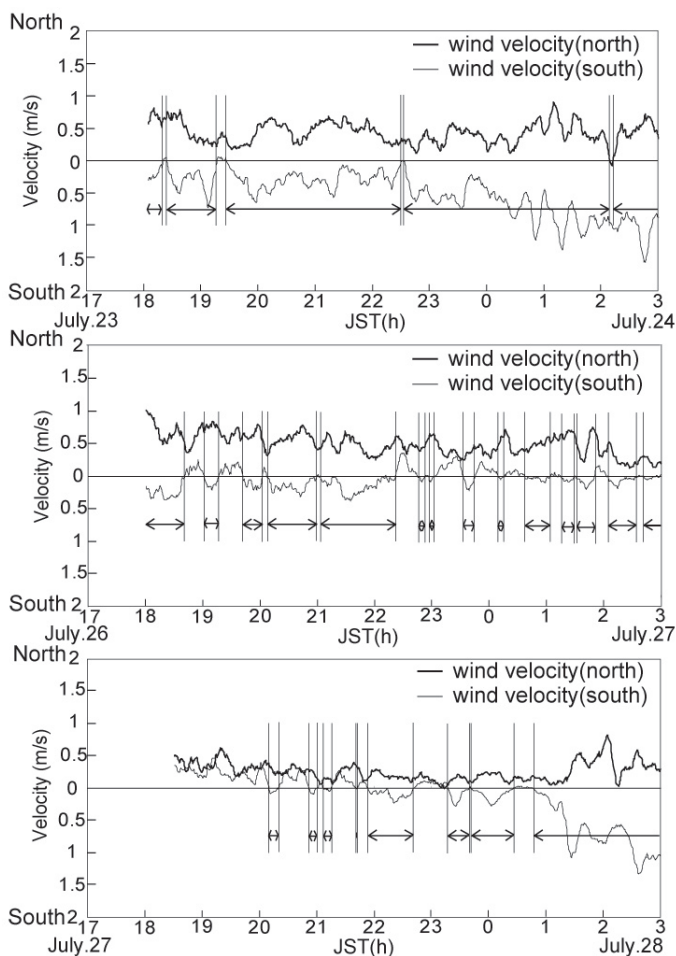 North
2
wind velocity(north)
1.5
wind velocity(south)
1
0.5
Velocity (m/s)
0
0.5
1
1.5
South 2
17 18 19 20 21 22 23 0 1 2 3
July.23 JST(h) July.24
North
2
wind velocity(north)
1.5
wind velocity(south)
1
0.5
Velocity (m/s)
0
0.5
1
1.5
South 2
17 18 19 20 21 22 23 0 1 2 3
July.26 JST(h) July.27
North
2
wind velocity(north)
1.5
wind velocity(south)
1
0.5
Velocity (m/s)
0
0.5
1
1.5
South 2
17 18 19 20 21 22 23 0 1 2 3
July.27 JST(h) July.28